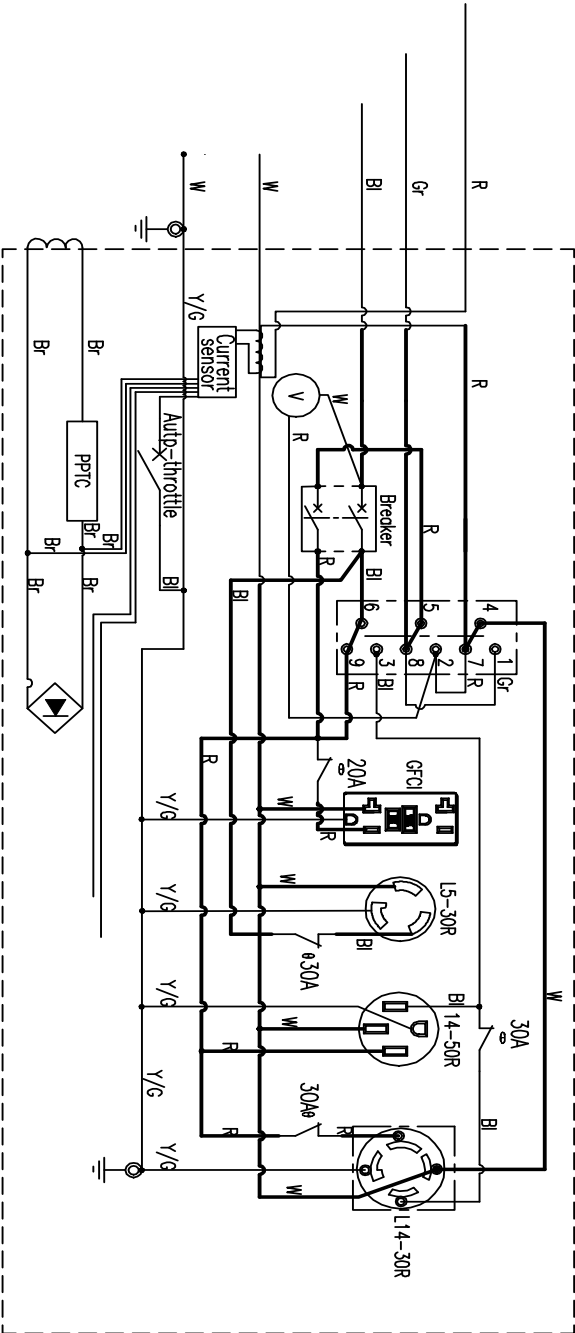 R
Gr
Bl
W
W
Y/G
R
Current
sensor
Br
Br
V
W
R
Auto-throttle
PPTC
Breaker
R
R
Bl
Bl
Bl
Br
Br
Br
Br
Br
6
5
4
9
3
8
2
7
1
R
Bl
R
Gr
R
20A
GFCI
Y/G
W
R
Y/G
W
L5-30R
Bl
30A
W
Y/G
W
Bl
14-50R
R
30A
Y/G
30A
R
R
Bl
Y/G
W
L14-30R